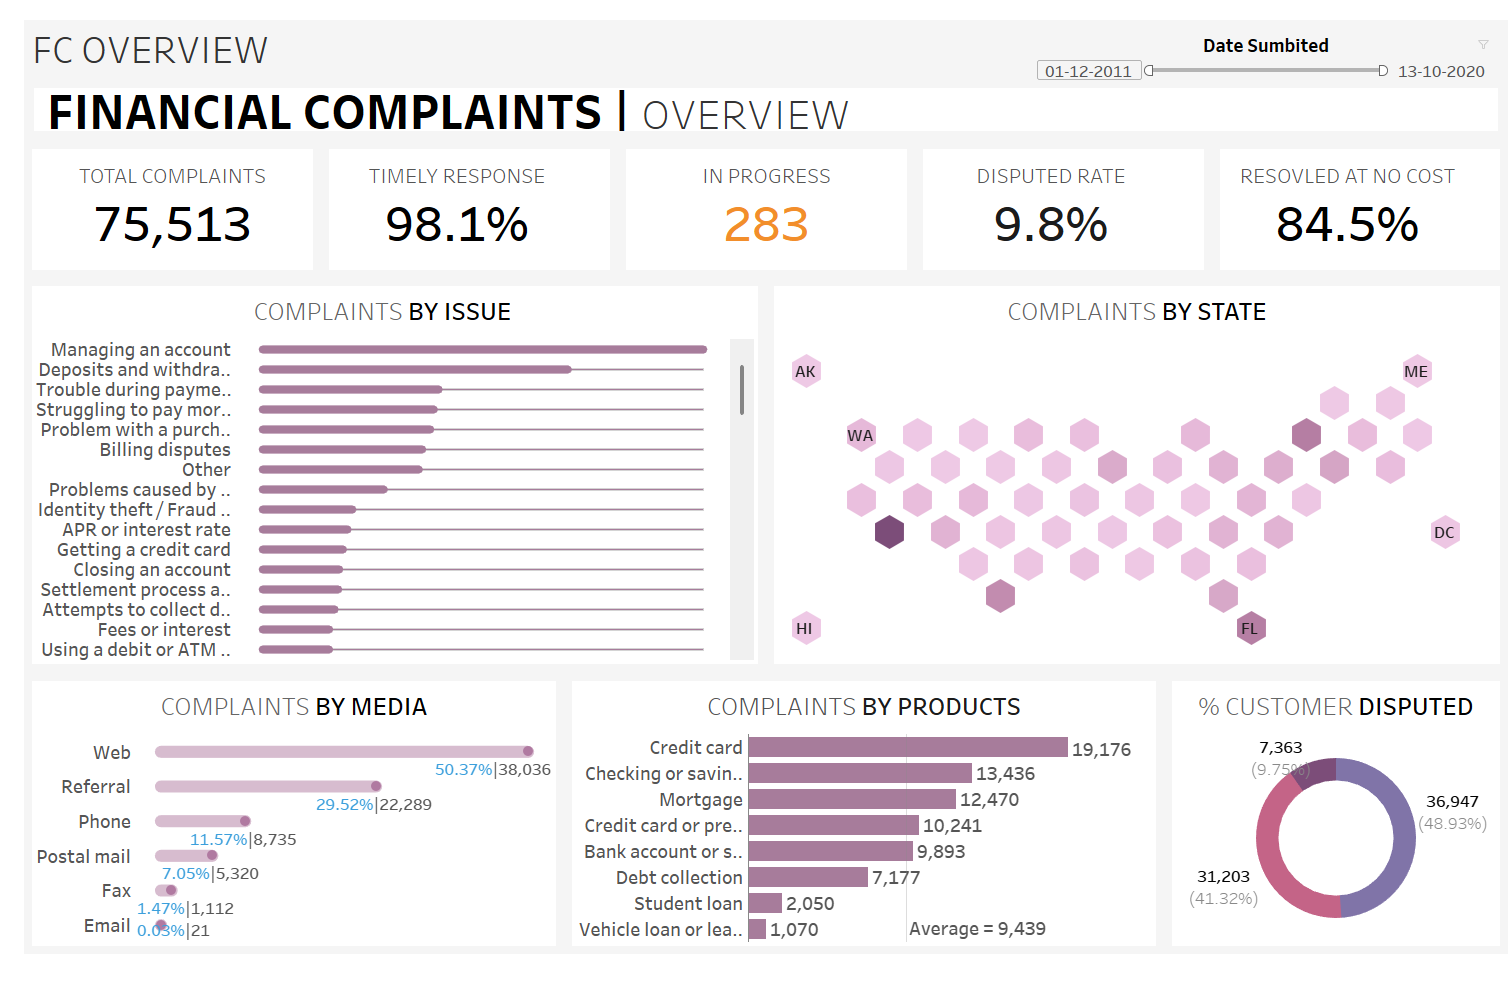 FC OVERVIEW
Date Sumbited
01-12-2011
13-10-2020
FINANCIAL COMPLAINTS | OVERVIEW
TOTAL COMPLAINTS
75,513
TIMELY RESPONSE
98.1%
IN PROGRESS
283
DISPUTED RATE
9.8%
RESOVLED AT NO COST
84.5%
COMPLAINTS BY ISSUE
Managing an account
Deposits and withdra..
Trouble during payme..
Struggling to pay mor..
Problem with a purch..
Billing disputes
Other
Problems caused by ..
Identity theft / Fraud ..
APR or interest rate
Getting a credit card
Closing an account
Settlement process a..
Attempts to collect d..
Fees or interest
Using a debit or ATM ..
COMPLAINTS BY STATE
AK
ME
WA
DC
HI
FL
COMPLAINTS BY MEDIA
Web
50.37%|38,036
Referral
29.52%|22,289
Phone
11.57%|8,735
Postal mail
7.05%|5,320
Fax
1.47%|1,112
Email
0.03%|21
COMPLAINTS BY PRODUCTS
Credit card 19,176
Checking or savin.. 13,436
Mortgage 12,470
Credit card or pre.. 10,241
Bank account or s.. 9,893
Debt collection 7,177
Student loan 2,050
Vehicle loan or lea.. 1,070
Average = 9,439
% CUSTOMER DISPUTED
7,363
(9.75%)
36,947
(48.93%)
31,203
(41.32%)